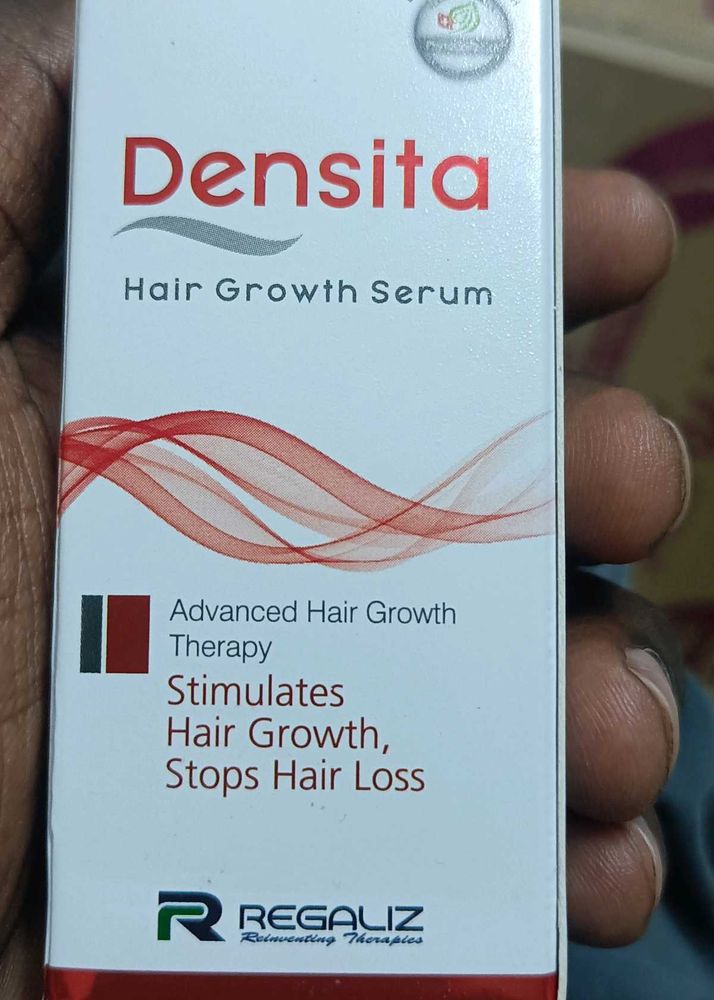 Densita
Hair Growth Serum
Advanced Hair Growth
Therapy
Stimulates
Hair Growth,
Stops Hair Loss
REGALIZ
Reinventing Therapies